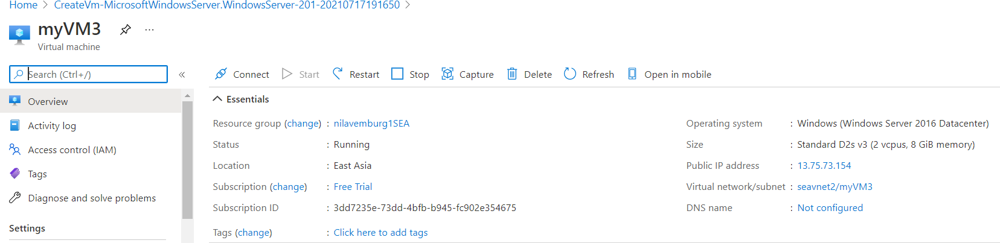 Home > CreateVm-MicrosoftWindowsServer.WindowsServer-201-20210717191650 >
myVM3
Virtual machine
Search (Ctrl+/)
Overview
Activity log
Access control (IAM)
Tags
Diagnose and solve problems
Settings
Connect Start Restart Stop Capture Delete Refresh Open in mobile
Essentials
Resource group (change) : nilavemburg1SEA
Status : Running
Location : East Asia
Subscription (change) : Free Trial
Subscription ID : 3dd7235e-73dd-4bfb-b945-fc902e354675
Tags (change) : Click here to add tags
Operating system : Windows (Windows Server 2016 Datacenter)
Size : Standard D2s v3 (2 vcpus, 8 GiB memory)
Public IP address : 13.75.73.154
Virtual network/subnet : seavnet2/myVM3
DNS name : Not configured